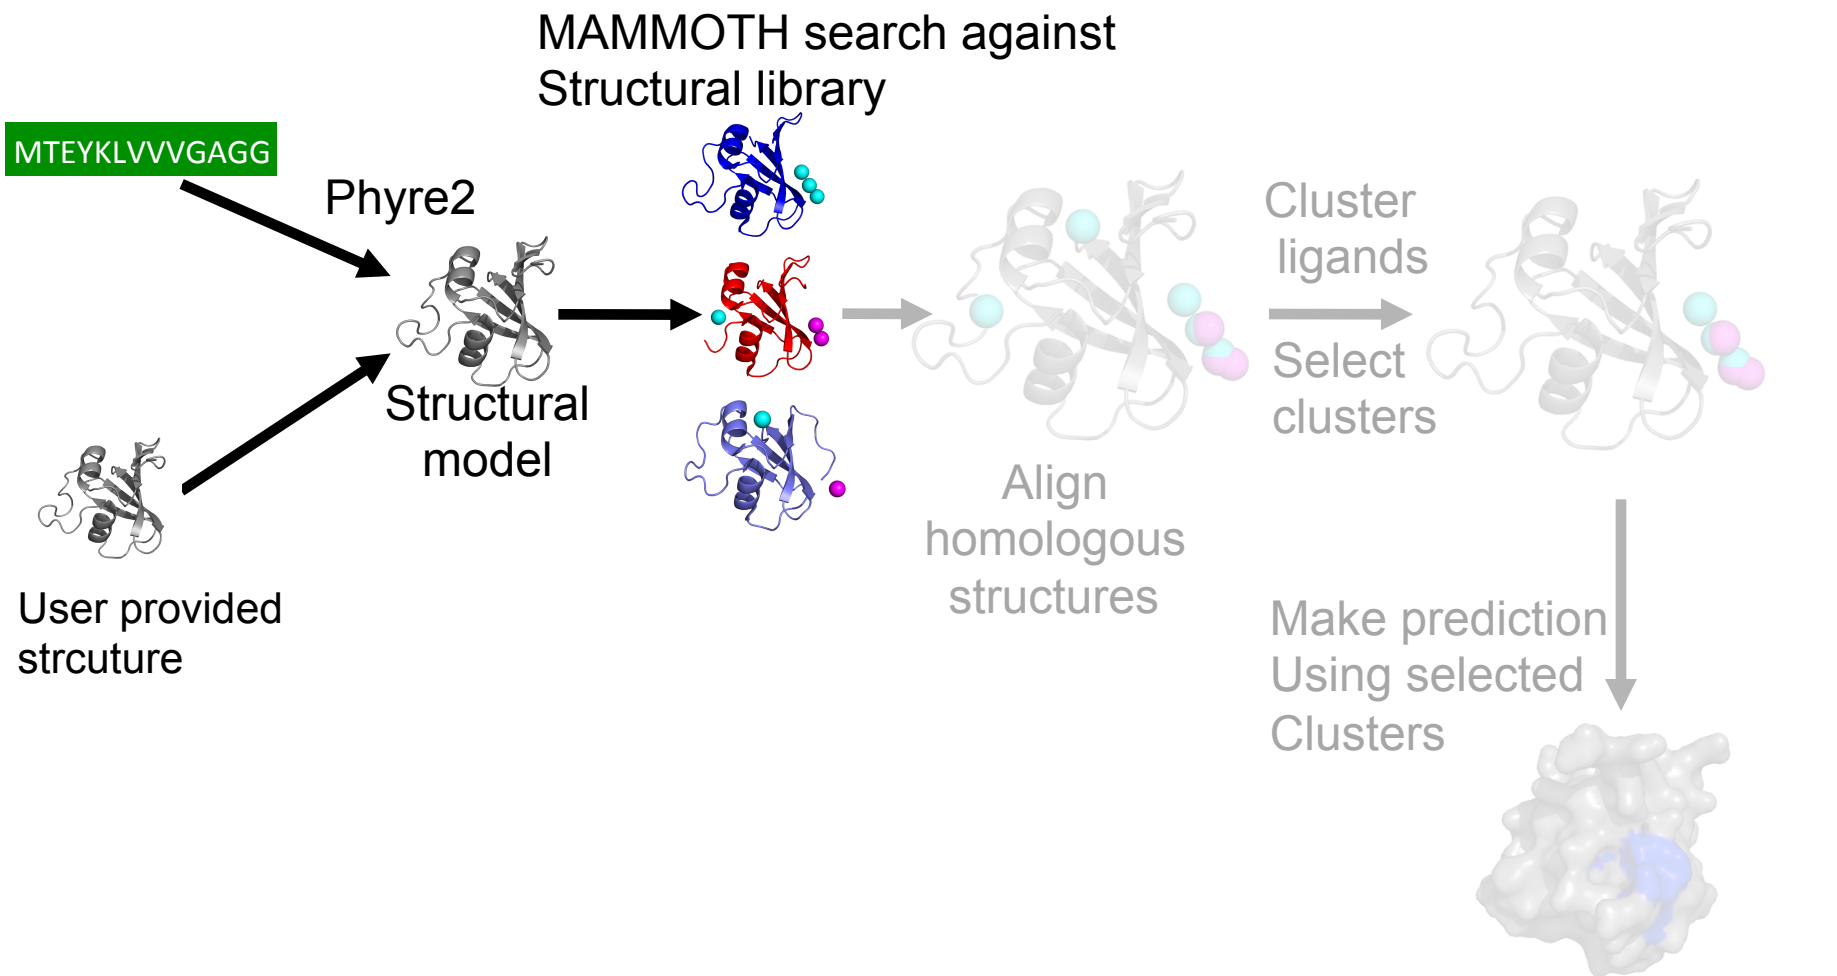 MAMMOTH search against
Structural library
MTEYKLVVVGAGG
Phyre2
Structural
model
User provided
strcuture
Align
homologous
structures
Cluster
ligands
Select
clusters
Make prediction
Using selected
Clusters